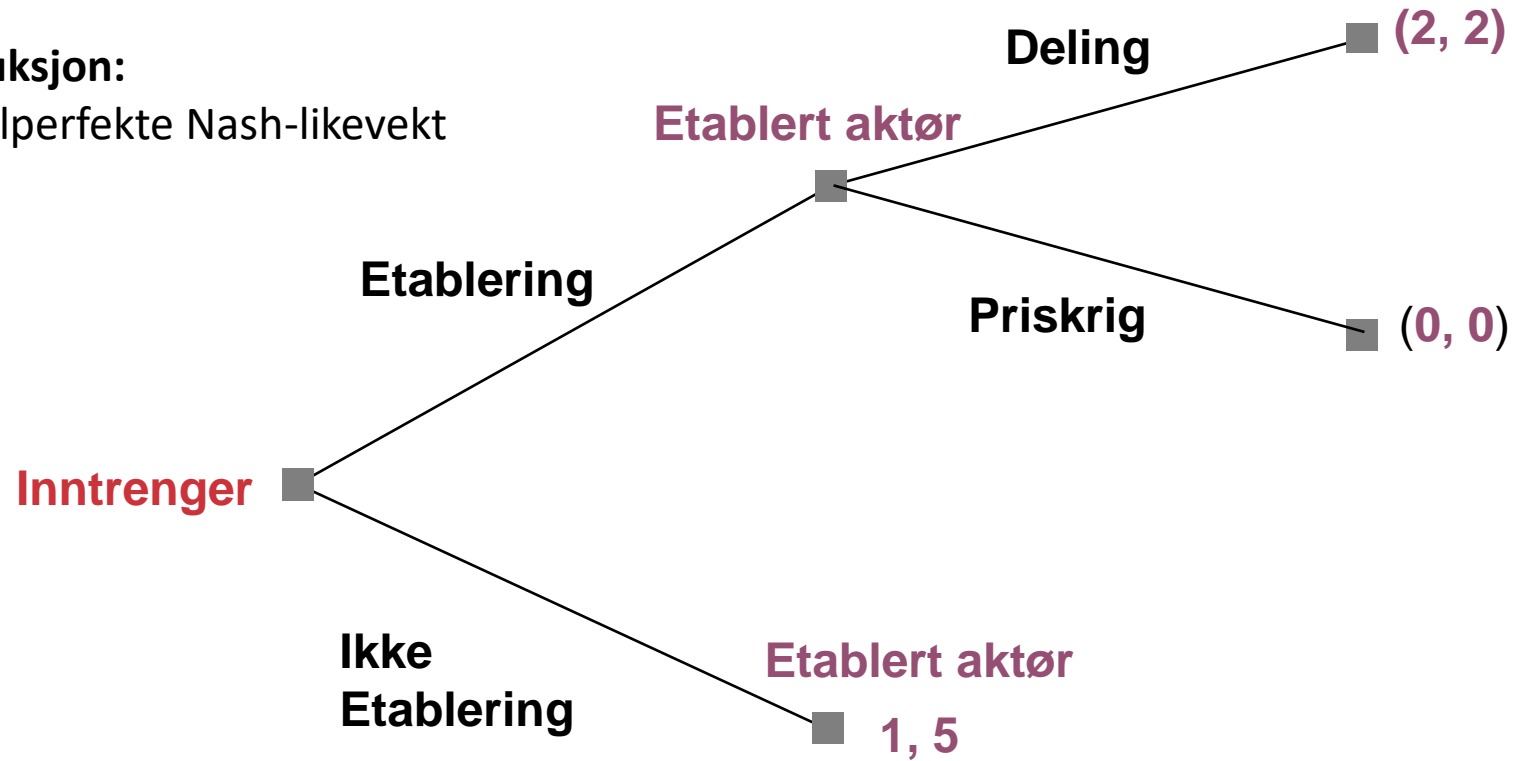 uksjon:
lperfekte Nash-likevekt
Deling
(2, 2)
Etablert aktør
Etablering
Priskrig
(0, 0)
Inntrenger
Ikke
Etablering
Etablert aktør
1, 5